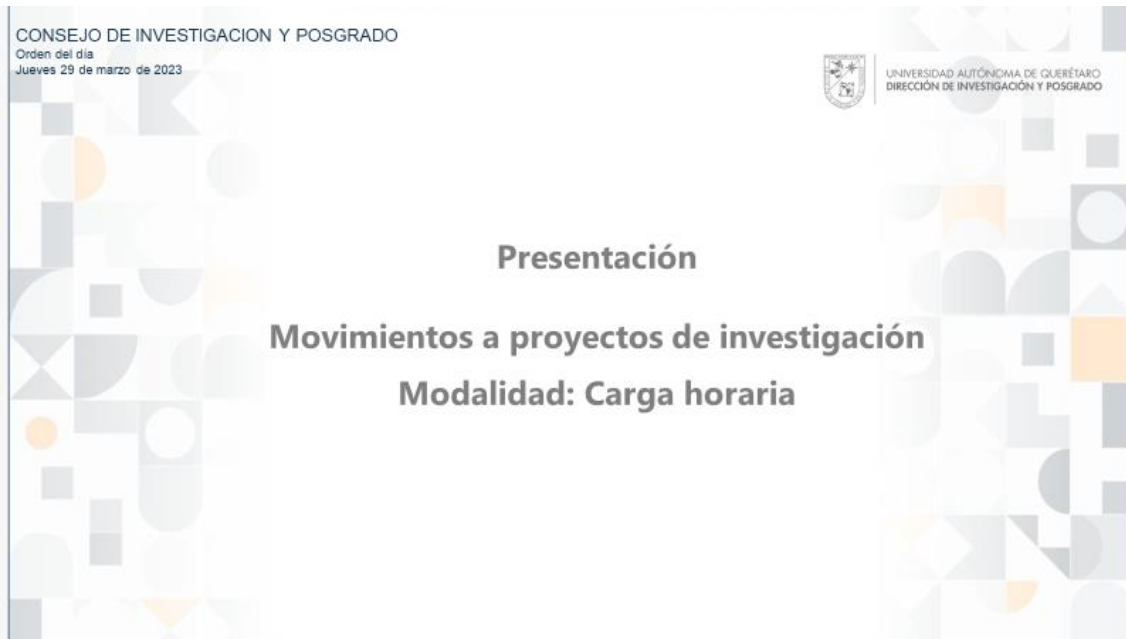 CONSEJO DE INVESTIGACION Y POSGRADO
Orden del día
Jueves 29 de marzo de 2023
UNIVERSIDAD AUTÓNOMA DE QUERÉTARO
DIRECCIÓN DE INVESTIGACIÓN Y POSGRADO
Presentación
Movimientos a proyectos de investigación
Modalidad: Carga horaria